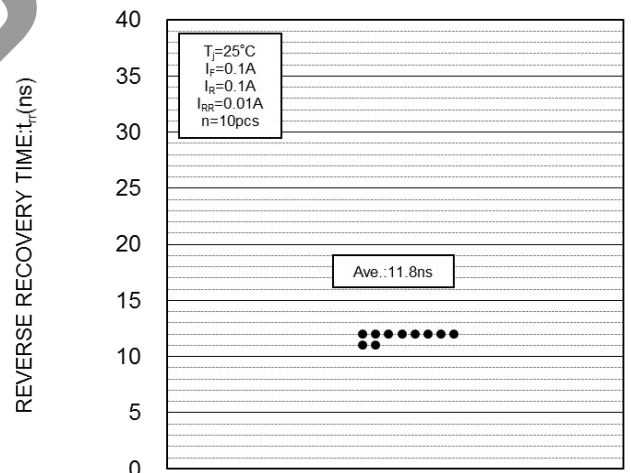 REVERSE RECOVERY TIME:trr(ns)
40
35
30
25
20
15
10
5
0
Tj=25°C
IF=0.1A
IR=0.1A
IRR=0.01A
n=10pcs
Ave.:11.8ns